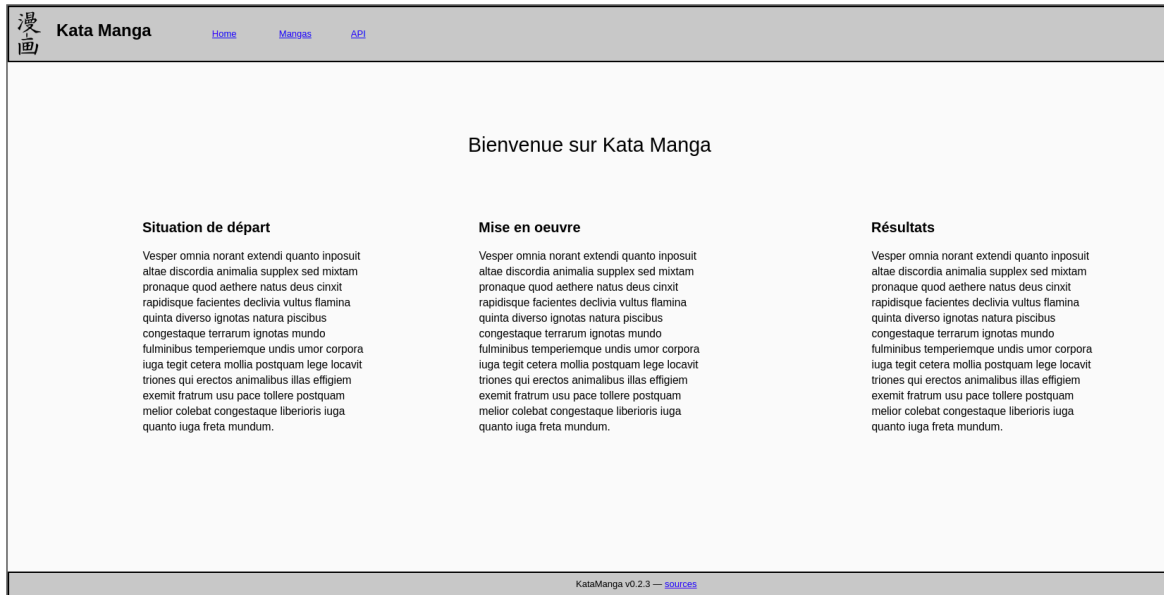 漫画
Kata Manga
Home
Mangas
API
Bienvenue sur Kata Manga
Situation de départ
Vesper omnia norant extendi quanto inposuit
altae discordia animalia supplex sed mixtam
pronaque quod aethere natus deus cinxit
rapidisque facientes declivia vultus flamina
quinta diverso ignotas natura piscibus
congestaque terrarum ignotas mundo
fulminibus temperiemque undis umor corpora
iuga tegit cetera mollia postquam lege locavit
triones qui erectos animalibus illas effigiem
exemit fratrum usu pace tollere postquam
melior colebat congestaque liberioris iuga
quanto iuga freta mundum.
Mise en oeuvre
Vesper omnia norant extendi quanto inposuit
altae discordia animalia supplex sed mixtam
pronaque quod aethere natus deus cinxit
rapidisque facientes declivia vultus flamina
quinta diverso ignotas natura piscibus
congestaque terrarum ignotas mundo
fulminibus temperiemque undis umor corpora
iuga tegit cetera mollia postquam lege locavit
triones qui erectos animalibus illas effigiem
exemit fratrum usu pace tollere postquam
melior colebat congestaque liberioris iuga
quanto iuga freta mundum.
Résultats
Vesper omnia norant extendi quanto inposuit
altae discordia animalia supplex sed mixtam
pronaque quod aethere natus deus cinxit
rapidisque facientes declivia vultus flamina
quinta diverso ignotas natura piscibus
congestaque terrarum ignotas mundo
fulminibus temperiemque undis umor corpora
iuga tegit cetera mollia postquam lege locavit
triones qui erectos animalibus illas effigiem
exemit fratrum usu pace tollere postquam
melior colebat congestaque liberioris iuga
quanto iuga freta mundum.
KataManga v0.2.3 — sources